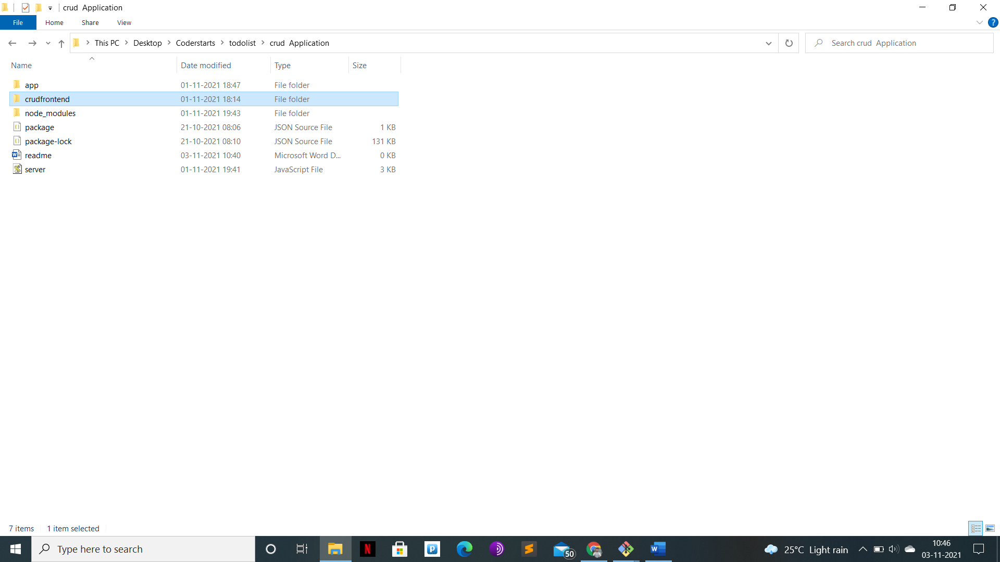 crud  Application
File Home Share View
This PC Desktop Coderstarts todolist crud  Application Search crud  Application
Name Date modified Type Size
app 01-11-2021 18:47 File folder
crudfrontend 01-11-2021 18:14 File folder
node_modules 01-11-2021 19:43 File folder
package 21-10-2021 08:06 JSON Source File 1 KB
package-lock 21-10-2021 08:10 JSON Source File 131 KB
readme 03-11-2021 10:40 Microsoft Word D... 0 KB
server 01-11-2021 19:41 JavaScript File 3 KB
7 items 1 item selected
Type here to search 50 25°C Light rain 10:46
03-11-2021